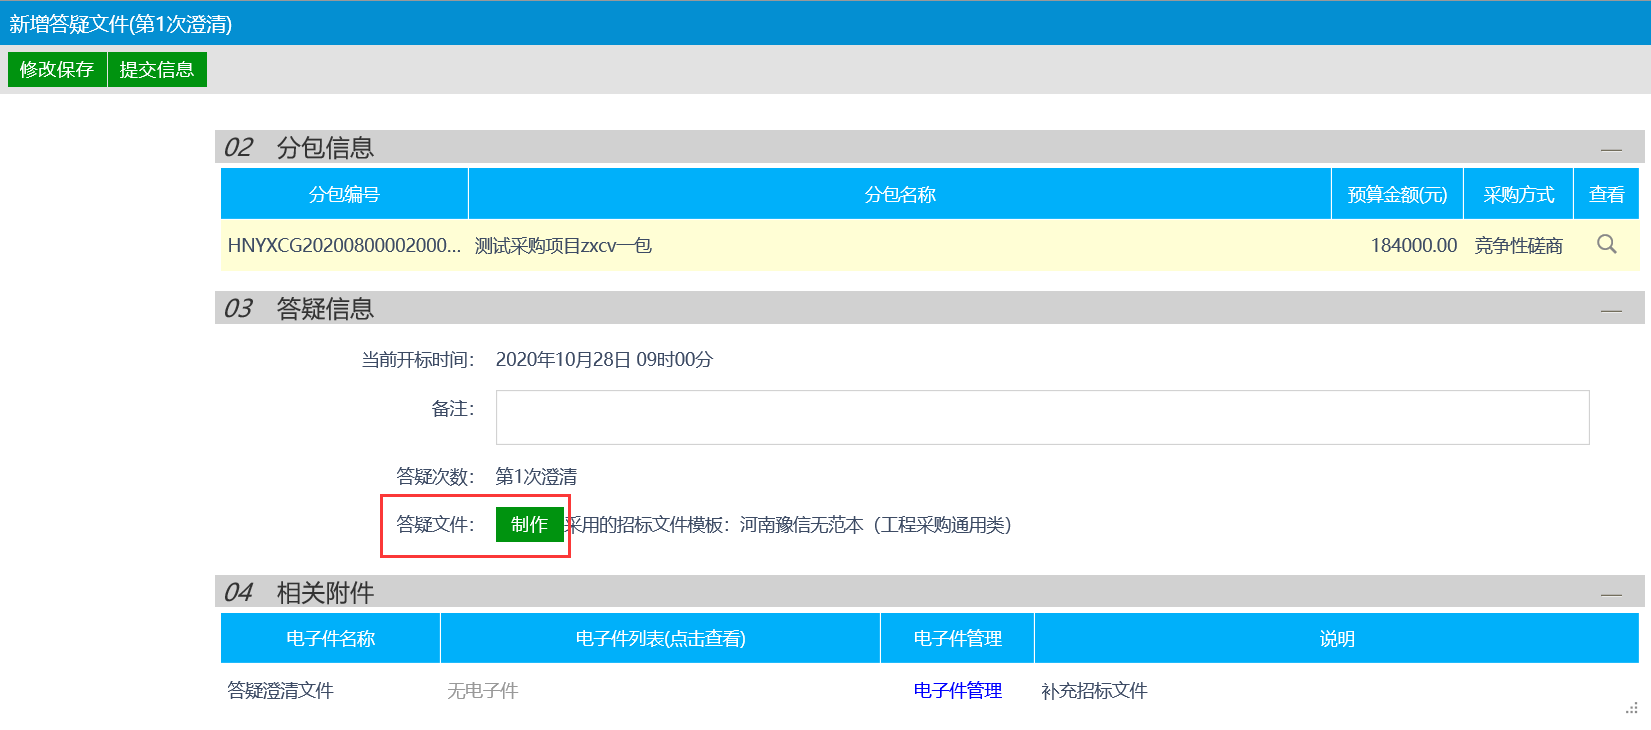 新增答疑文件(第1次澄清)
修改保存 提交信息
02 分包信息
分包编号 分包名称 预算金额(元) 采购方式 查看
HNYXCG20200800002000... 测试采购项目zxcv一包 184000.00 竞争性磋商
03 答疑信息
当前开标时间： 2020年10月28日 09时00分
备注：
答疑次数： 第1次澄清
答疑文件： 制作 采用的招标文件模板：河南豫信无范本（工程采购通用类）
04 相关附件
电子件名称 电子件列表(点击查看) 电子件管理 说明
答疑澄清文件 无电子件 电子件管理 补充招标文件